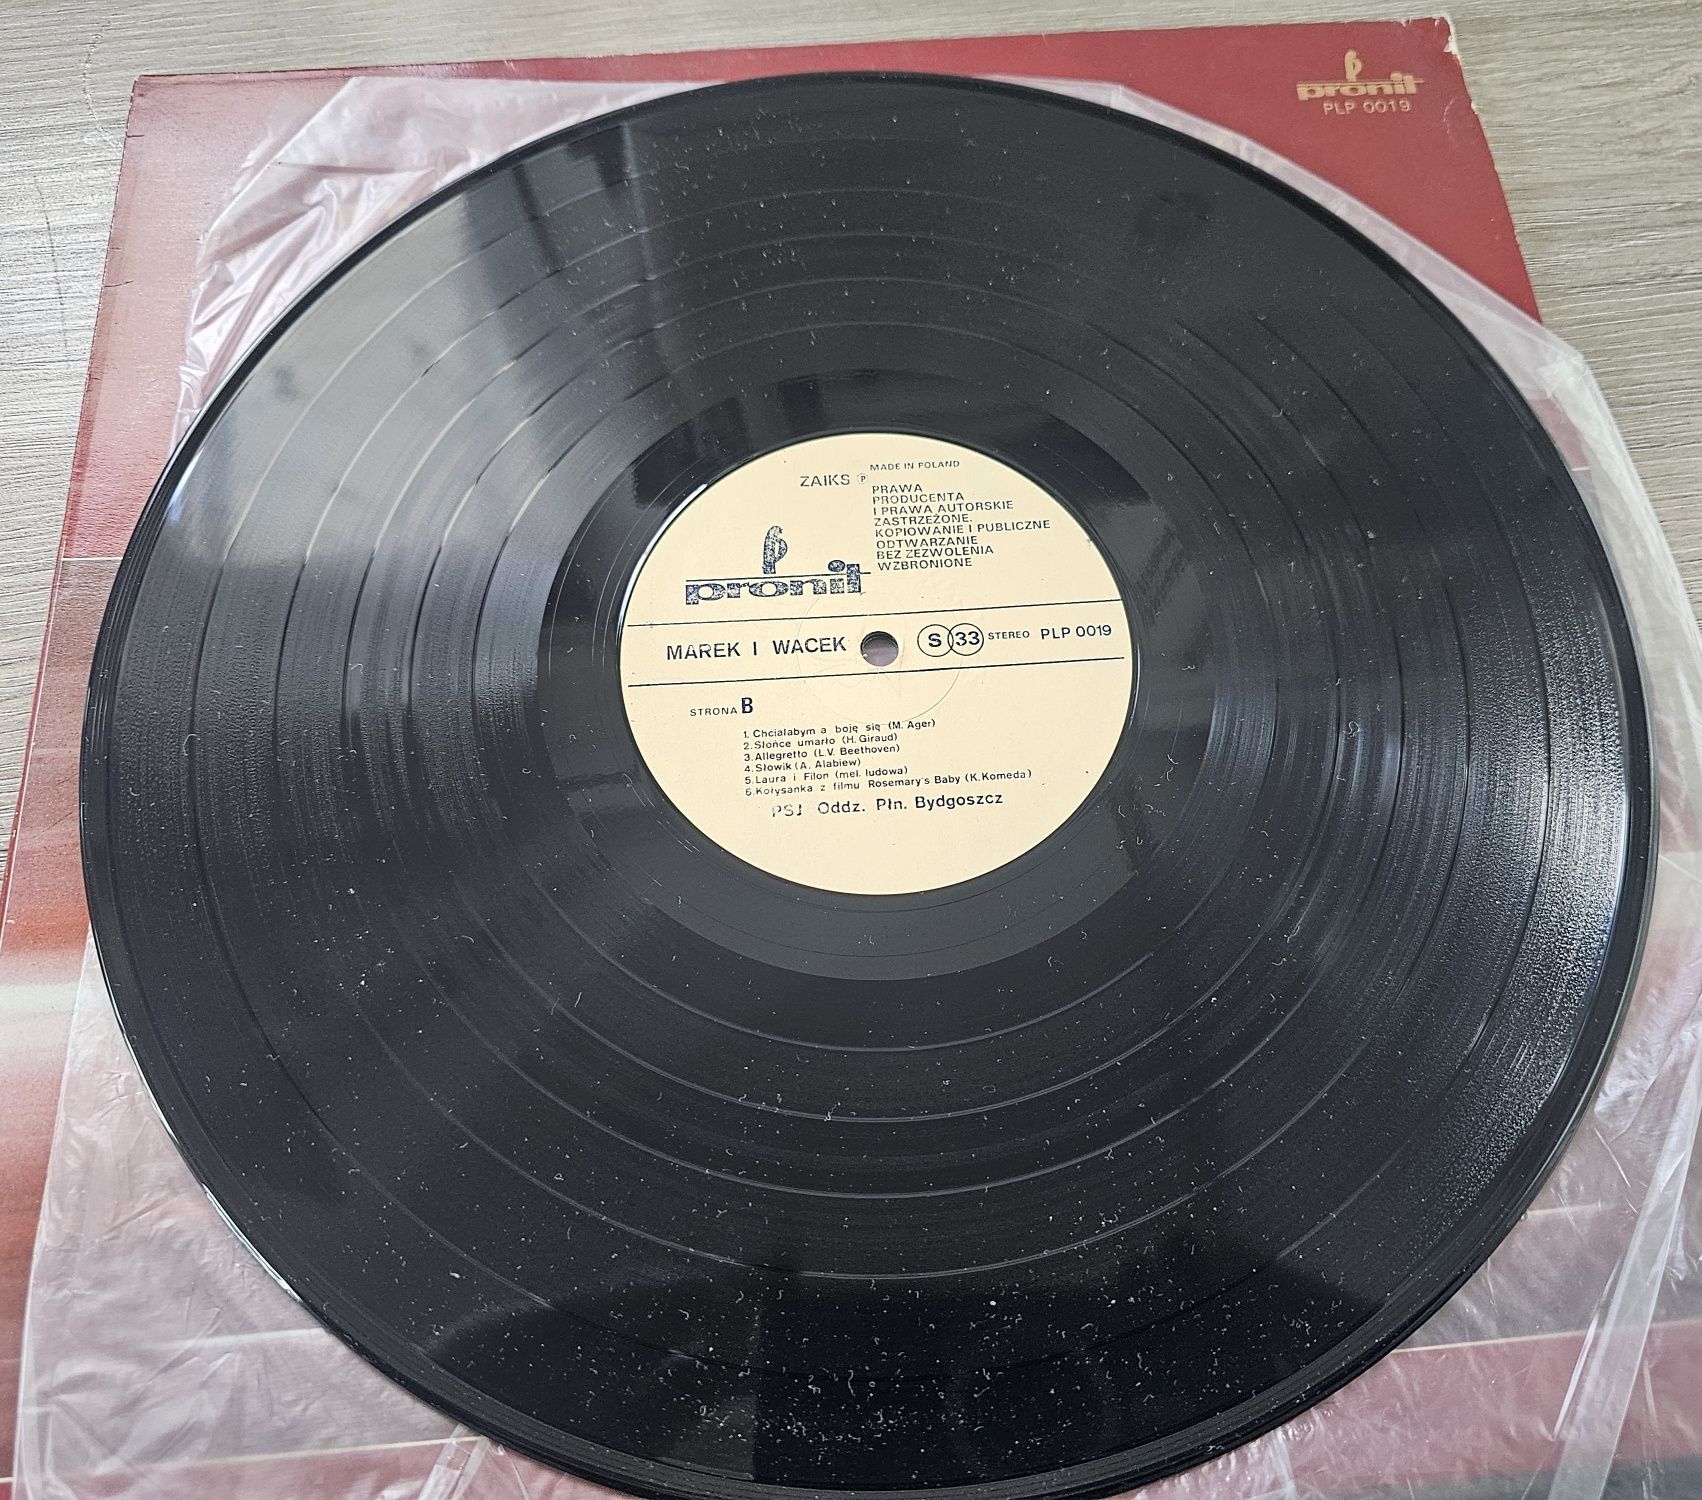 pronit
PLP 0019
MADE IN POLAND
ZAIKS Ⓟ
PRAWA
PRODUCENTA
I PRAWA AUTORSKIE
ZASTRZEŻONE.
KOPIOWANIE I PUBLICZNE
ODTWARZANIE
BEZ ZEZWOLENIA
WZBRONIONE
pronit
MAREK I WACEK S 33 STEREO PLP 0019
STRONA B
1. Chciałabym a boję się (M. Ager)
2. Słońce umarło (H. Giraud)
3. Allegretto (L.V. Beethoven)
4. Słowik (A. Alabiew)
5. Laura i Filon (mel. ludowa)
6. Kołysanka z filmu Rosemary's Baby (K. Komeda)
PSJ Oddz. Płn. Bydgoszcz